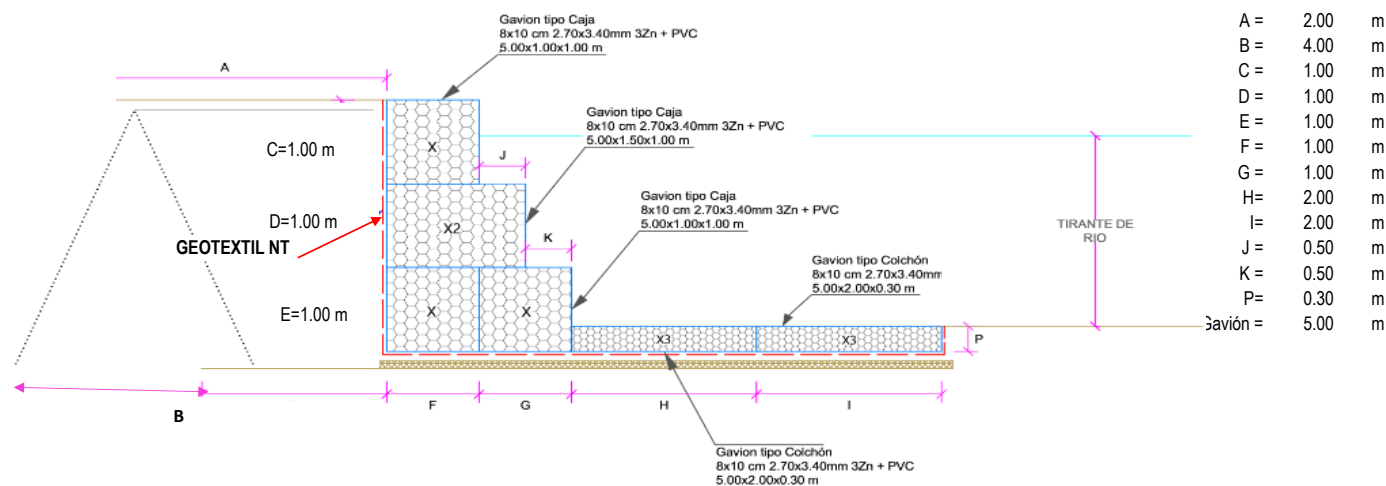 Gavion tipo Caja
8x10 cm 2.70x3.40mm 3Zn + PVC
5.00x1.00x1.00 m
A
Gavion tipo Caja
8x10 cm 2.70x3.40mm 3Zn + PVC
5.00x1.50x1.00 m
C=1.00 m
X
J
Gavion tipo Caja
8x10 cm 2.70x3.40mm 3Zn + PVC
5.00x1.00x1.00 m
D=1.00 m
GEOTEXTIL NT
X2
K
TIRANTE DE
RIO
Gavion tipo Colchón
8x10 cm 2.70x3.40mm
5.00x2.00x0.30 m
E=1.00 m
X
X
X3
X3
P
B
F
G
H
I
Gavion tipo Colchón
8x10 cm 2.70x3.40mm 3Zn + PVC
5.00x2.00x0.30 m
A = 2.00 m
B = 4.00 m
C = 1.00 m
D = 1.00 m
E = 1.00 m
F = 1.00 m
G = 1.00 m
H= 2.00 m
I= 2.00 m
J = 0.50 m
K = 0.50 m
P= 0.30 m
Gavión = 5.00 m